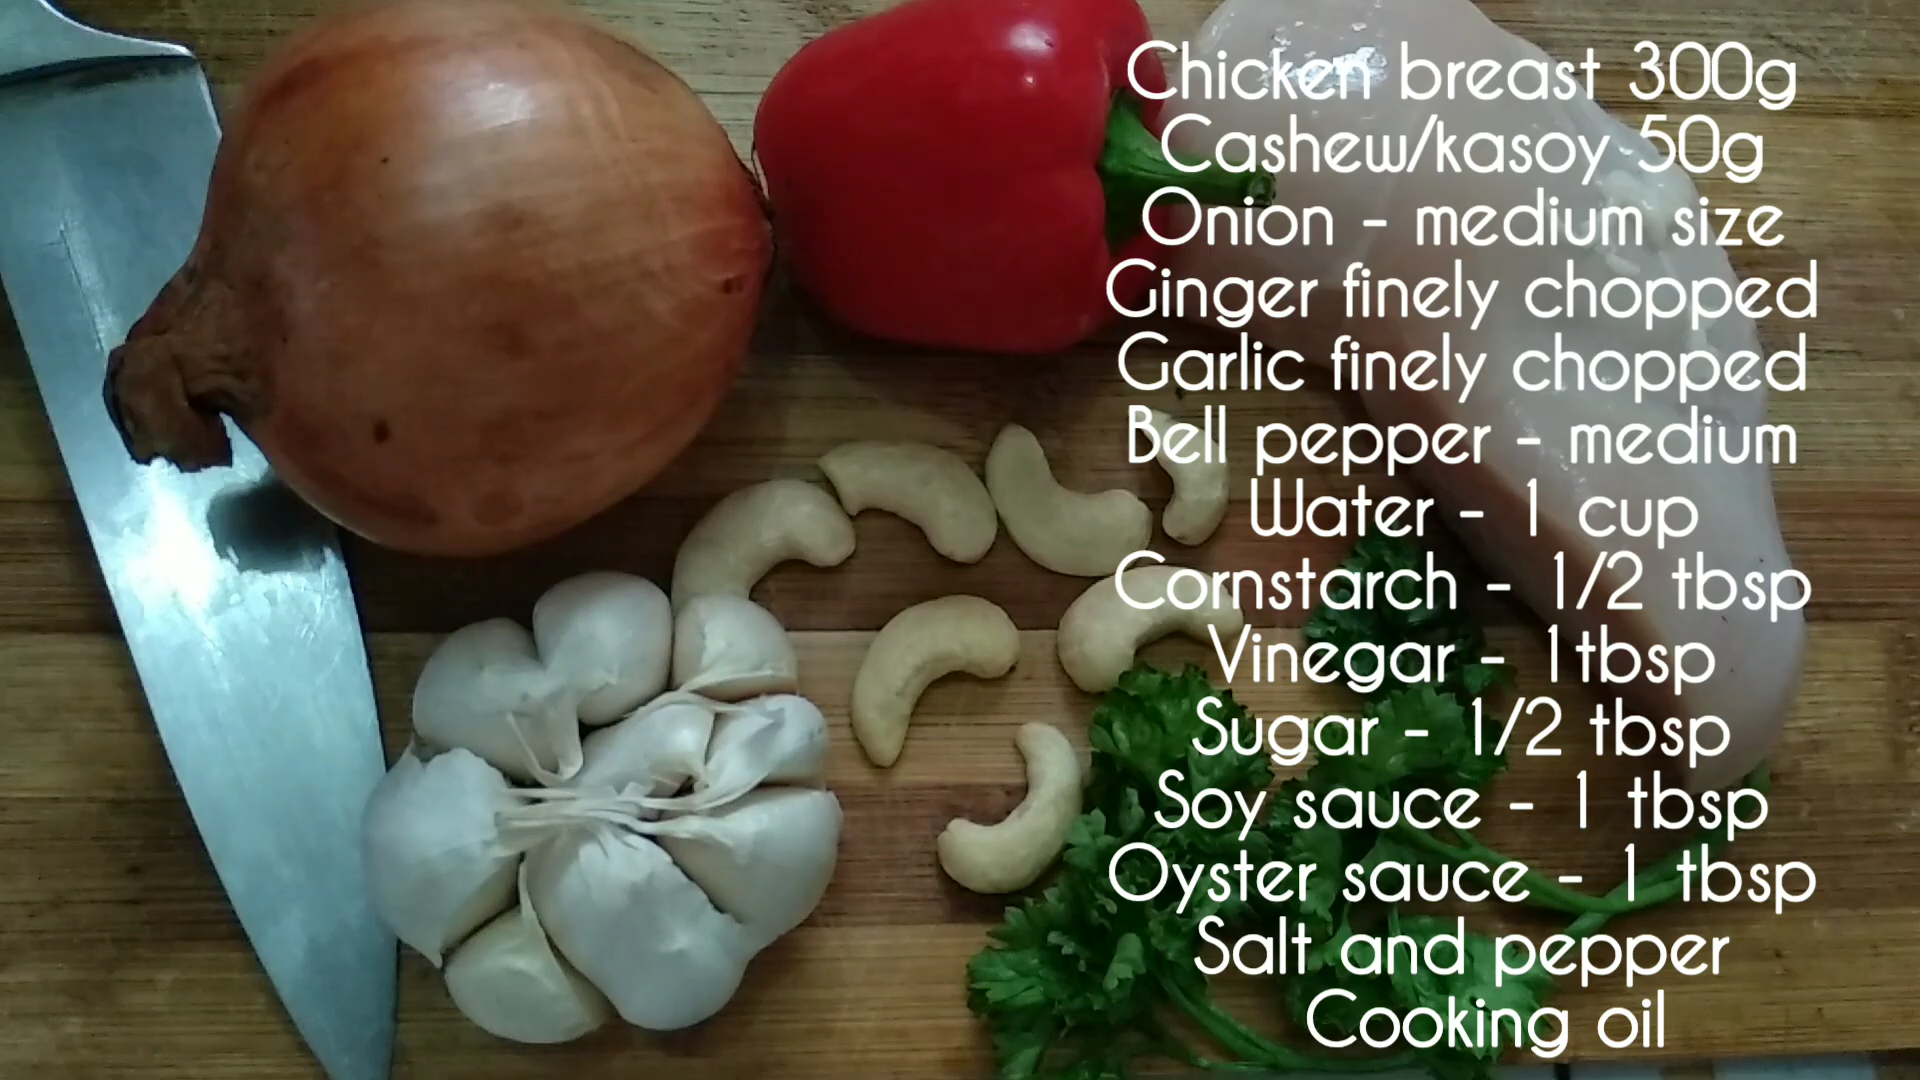 Chicken breast 300g
Cashew/kasoy 50g
Onion - medium size
Ginger finely chopped
Garlic finely chopped
Bell pepper - medium
Water - 1 cup
Cornstarch - 1/2 tbsp
Vinegar - 1tbsp
Sugar - 1/2 tbsp
Soy sauce - 1 tbsp
Oyster sauce - 1 tbsp
Salt and pepper
Cooking oil